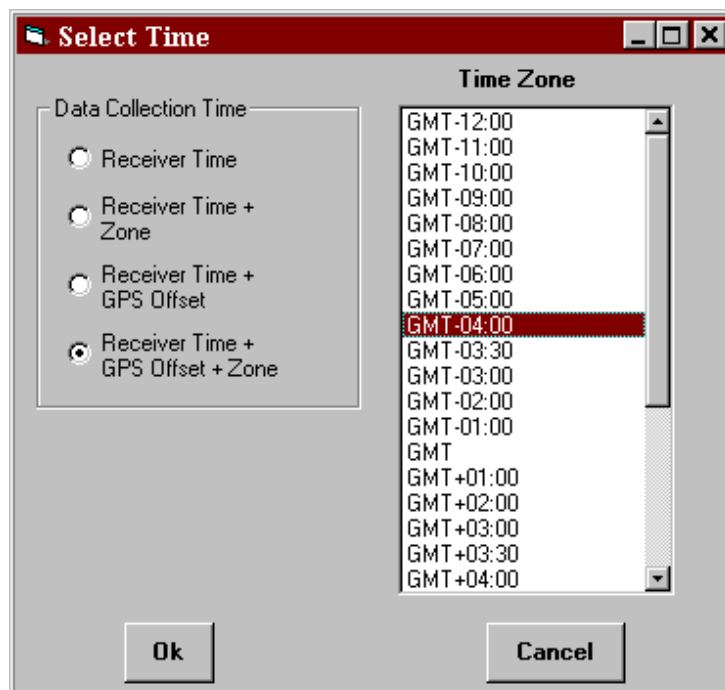 Select Time
Data Collection Time
Receiver Time
Receiver Time +
Zone
Receiver Time +
GPS Offset
Receiver Time +
GPS Offset + Zone
Time Zone
GMT-12:00
GMT-11:00
GMT-10:00
GMT-09:00
GMT-08:00
GMT-07:00
GMT-06:00
GMT-05:00
GMT-04:00
GMT-03:30
GMT-03:00
GMT-02:00
GMT-01:00
GMT
GMT+01:00
GMT+02:00
GMT+03:00
GMT+03:30
GMT+04:00
Ok
Cancel